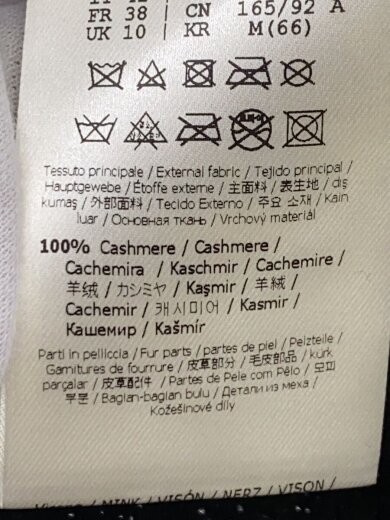 FR 38 | CN 165/92 A
UK 10 | KR M(66)
Tessuto principale / External fabric / Tejido principal /
Hauptgewebe / Étoffe externe / 主面料 / 表生地 / dış
kumaş / 外部面料 / Tecido Externo / 주요 소재 / Kain
luar / Основная ткань / Vrchový materiál
100% Cashmere / Cashmere /
Cachemira / Kaschmir / Cachemire /
羊绒 / カシミヤ / Kaşmir / 羊絨 /
Cachemir / 캐시미어 / Kasmir /
Кашемир / Kašmír
Parti in pelliccia / Fur parts / partes de piel / Pelzteile /
Garnitures de fourrure / 皮草部分 / 毛皮部品 / kürk
parçalar / 皮草配件 / Partes de Pele com Pêlo / 모피
부분 / Bagian-bagian bulu / Детали из меха /
Kožešinové díly
/ MINK / VISÓN / NERZ / VISON /